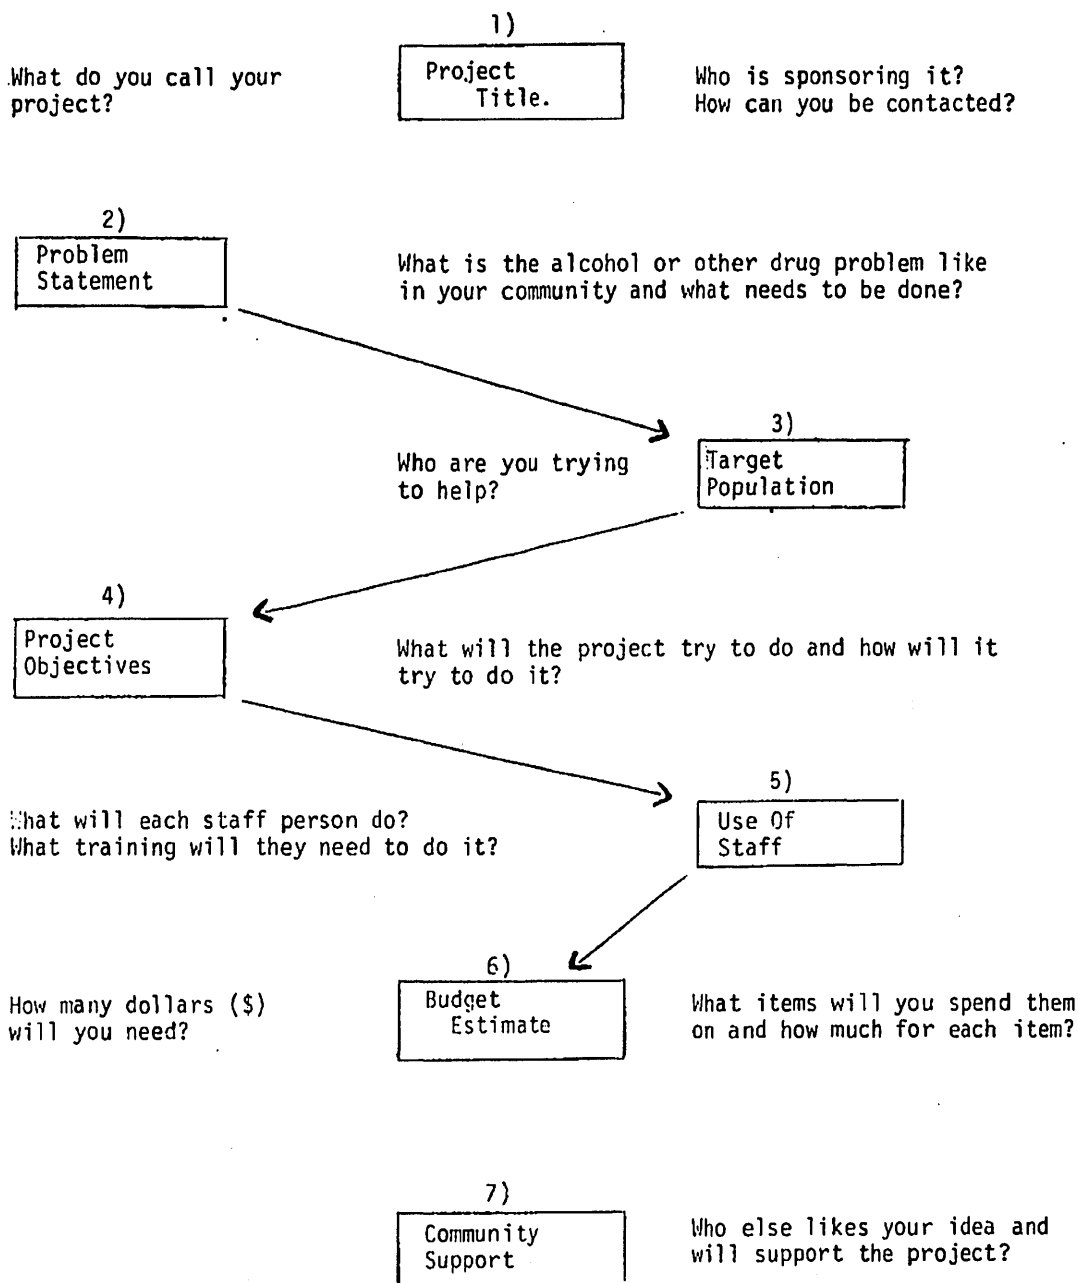 1)
What do you call your
project?
Project
Title.
Who is sponsoring it?
How can you be contacted?
2)
Problem
Statement
What is the alcohol or other drug problem like
in your community and what needs to be done?
3)
Who are you trying
to help?
Target
Population
4)
Project
Objectives
What will the project try to do and how will it
try to do it?
5)
What will each staff person do?
What training will they need to do it?
Use Of
Staff
6)
How many dollars ($)
will you need?
Budget
Estimate
What items will you spend them
on and how much for each item?
7)
Community
Support
Who else likes your idea and
will support the project?